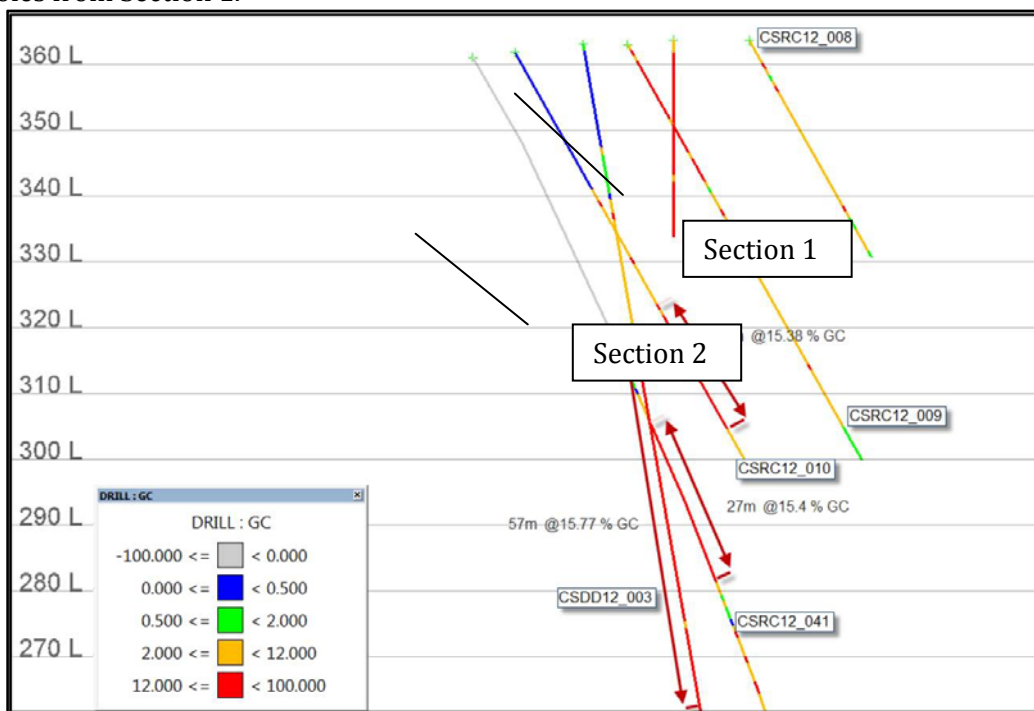 CSRC12_008
360 L
350 L
340 L
330 L
Section 1
320 L
@15.38 % GC
Section 2
310 L
CSRC12_009
300 L
CSRC12_010
DRILL : GC
DRILL : GC
-100.000 <= < 0.000
0.000 <= < 0.500
0.500 <= < 2.000
2.000 <= < 12.000
12.000 <= < 100.000
290 L
57m @15.77 % GC
27m @15.4 % GC
280 L
CSDD12_003
CSRC12_041
270 L